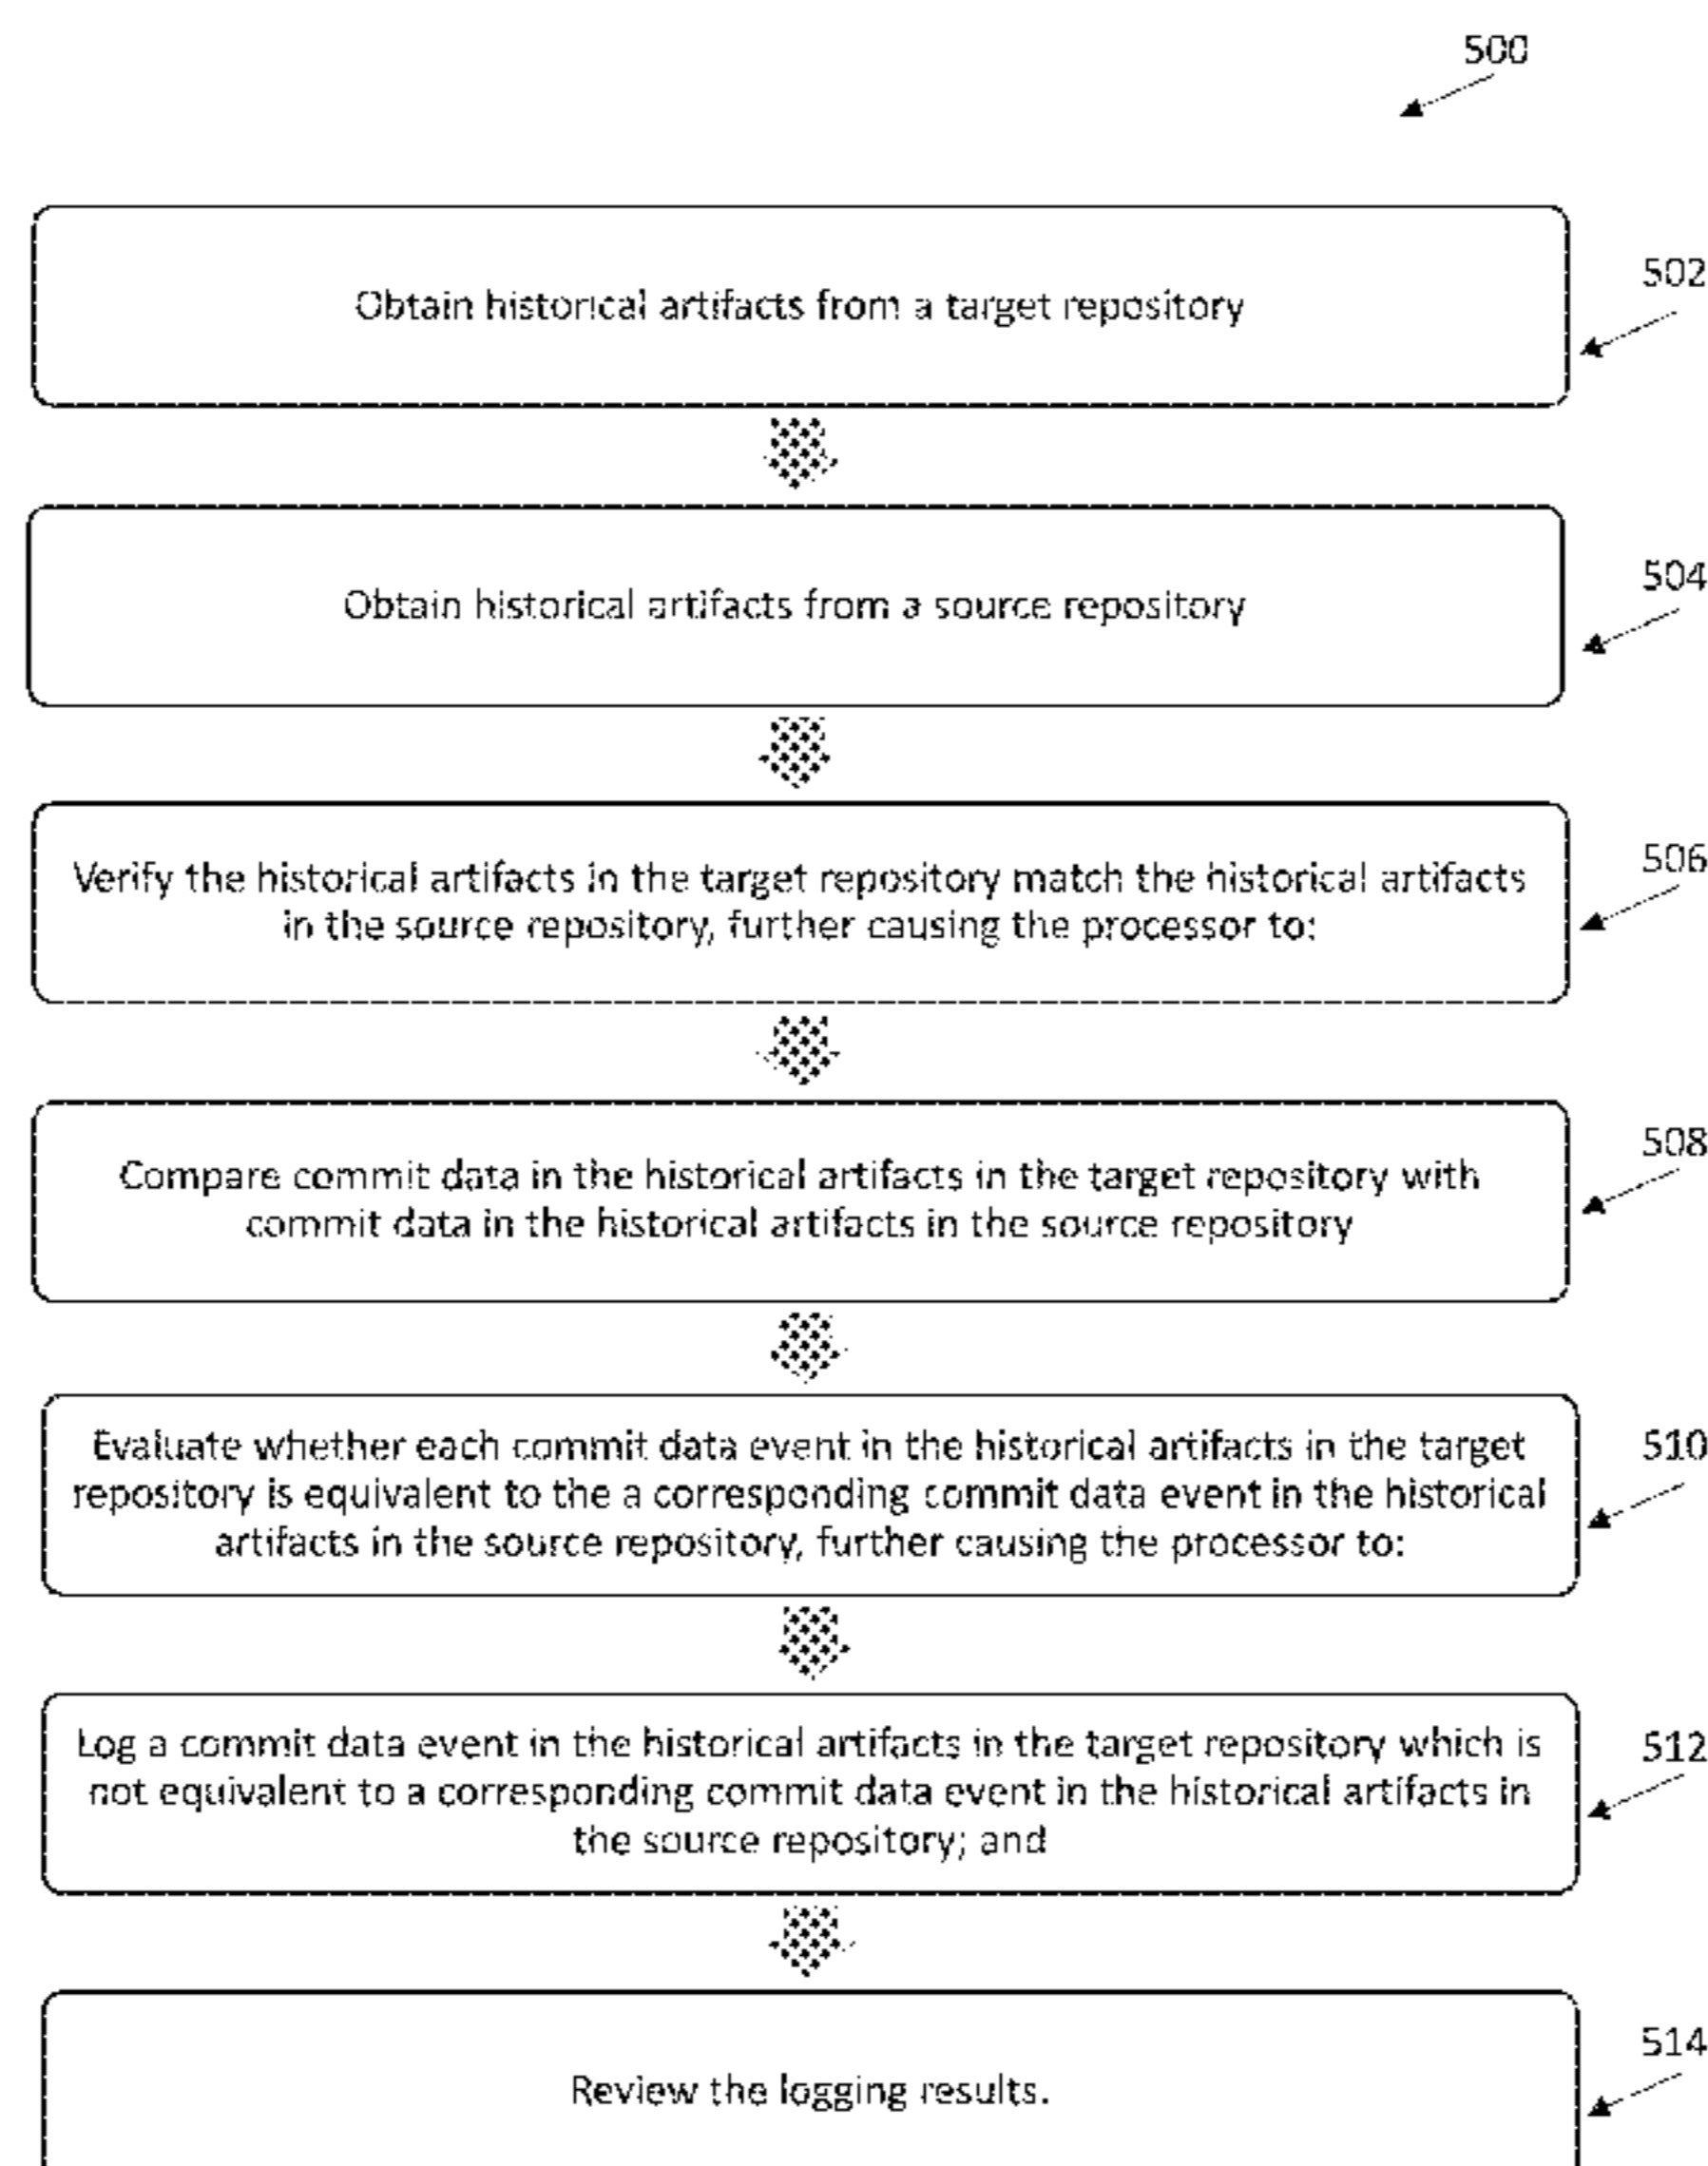 500
Obtain historical artifacts from a target repository
502
Obtain historical artifacts from a source repository
504
Verify the historical artifacts in the target repository match the historical artifacts
in the source repository, further causing the processor to:
506
Compare commit data in the historical artifacts in the target repository with
commit data in the historical artifacts in the source repository
508
Evaluate whether each commit data event in the historical artifacts in the target
repository is equivalent to the a corresponding commit data event in the historical
artifacts in the source repository, further causing the processor to:
510
Log a commit data event in the historical artifacts in the target repository which is
not equivalent to a corresponding commit data event in the historical artifacts in
the source repository; and
512
Review the logging results.
514